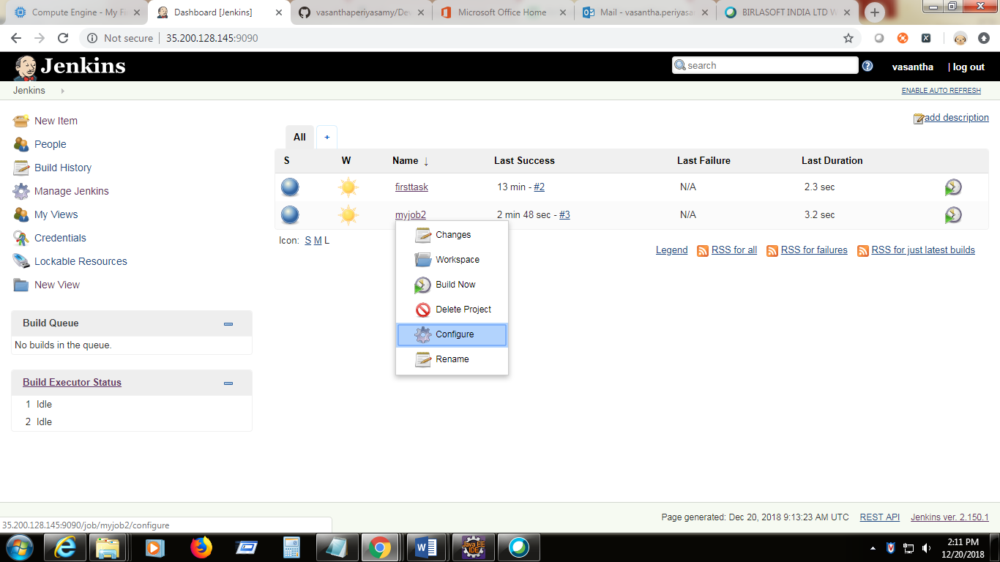 Compute Engine - My Fi
Dashboard [Jenkins]
vasanthaperiyasamy/De
Microsoft Office Home
Mail - vasantha.periyasa
BIRLASOFT INDIA LTD W
Not secure
35.200.128.145:9090
Jenkins
search
vasantha
| log out
Jenkins
ENABLE AUTO REFRESH
New Item
People
Build History
Manage Jenkins
My Views
Credentials
Lockable Resources
New View
Build Queue
No builds in the queue.
Build Executor Status
1 Idle
2 Idle
add description
All +
S W Name ↓ Last Success Last Failure Last Duration
firsttask 13 min - #2 N/A 2.3 sec
myjob2 2 min 48 sec - #3 N/A 3.2 sec
Icon: S M L
Changes
Workspace
Build Now
Delete Project
Configure
Rename
Legend RSS for all RSS for failures RSS for just latest builds
Page generated: Dec 20, 2018 9:13:23 AM UTC REST API Jenkins ver. 2.150.1
35.200.128.145:9090/job/myjob2/configure
Java EE
IDE
2:11 PM
12/20/2018